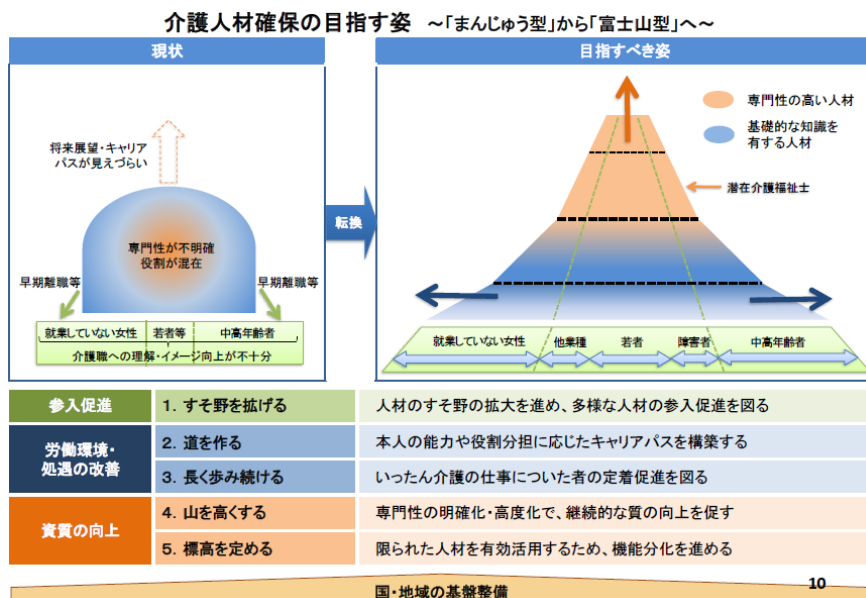 介護人材確保の目指す姿 ~「まんじゅう型」から「富士山型」へ~
現状
将来展望・キャリア
パスが見えづらい
専門性が不明確
役割が混在
早期離職等
早期離職等
就業していない女性
若者等
中高年齢者
介護職への理解・イメージ向上が不十分
転換
目指すべき姿
専門性の高い人材
基礎的な知識を
有する人材
潜在介護福祉士
就業していない女性
他業種
若者
障害者
中高年齢者
参入促進
1. すそ野を拡げる
人材のすそ野の拡大を進め、多様な人材の参入促進を図る
労働環境・
処遇の改善
2. 道を作る
本人の能力や役割分担に応じたキャリアパスを構築する
3. 長く歩み続ける
いったん介護の仕事についた者の定着促進を図る
資質の向上
4. 山を高くする
専門性の明確化・高度化で、継続的な質の向上を促す
5. 標高を定める
限られた人材を有効活用するため、機能分化を進める
国・地域の基盤整備
10